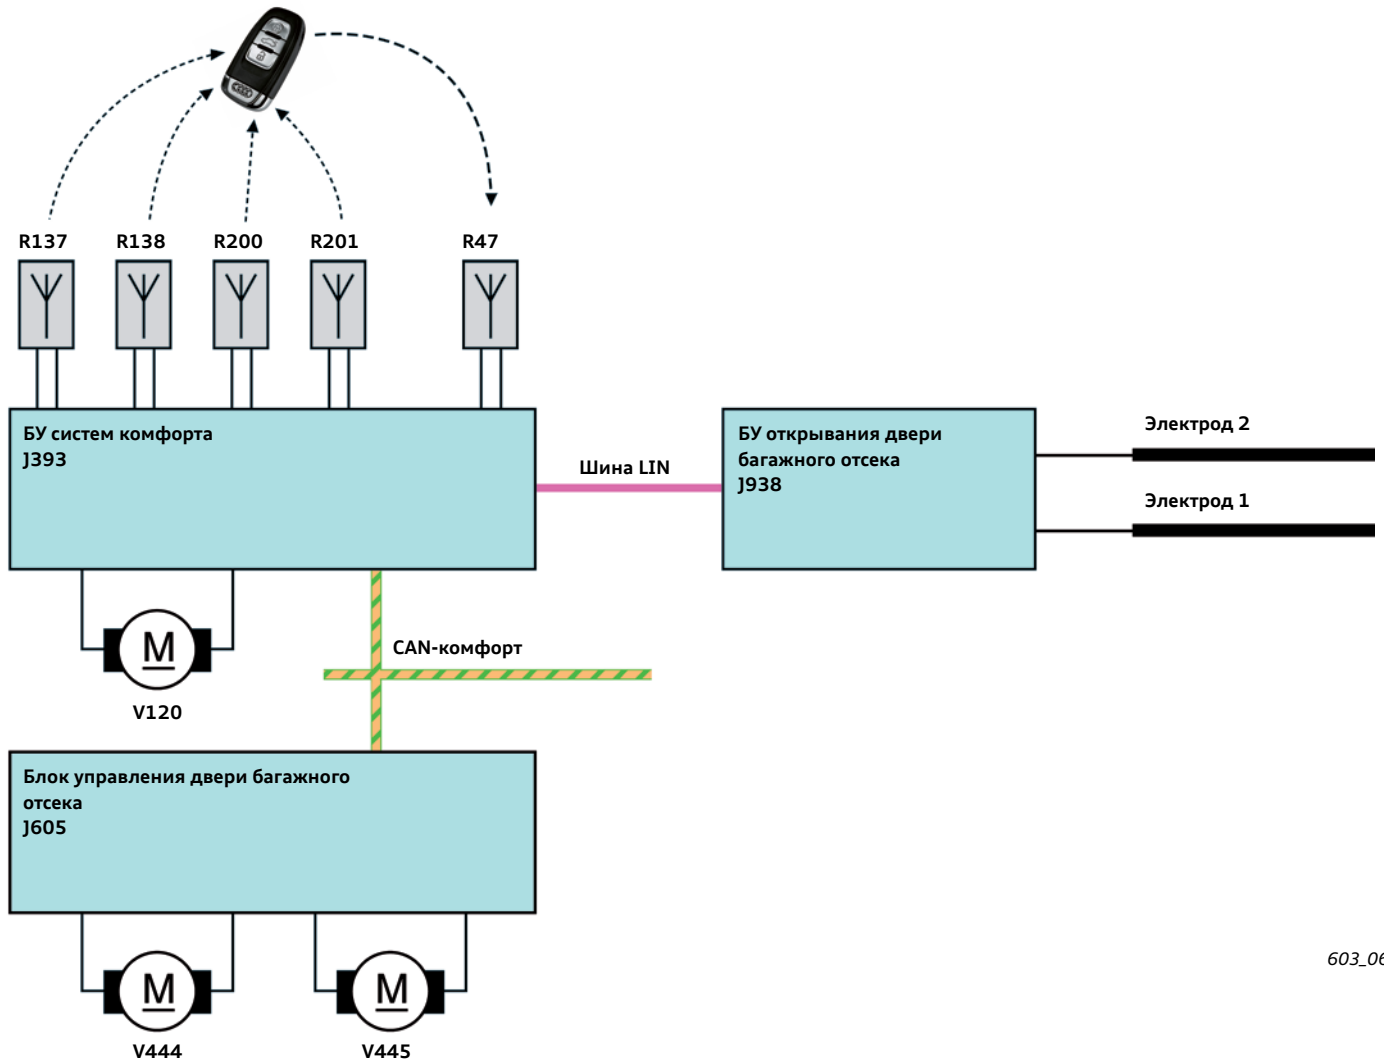 R137
R138
R200
R201
R47
БУ систем комфорта
J393
Шина LIN
БУ открывания двери
багажного отсека
J938
Электрод 2
Электрод 1
M
V120
CAN-комфорт
Блок управления двери багажного
отсека
J605
M
V444
M
V445
603_06